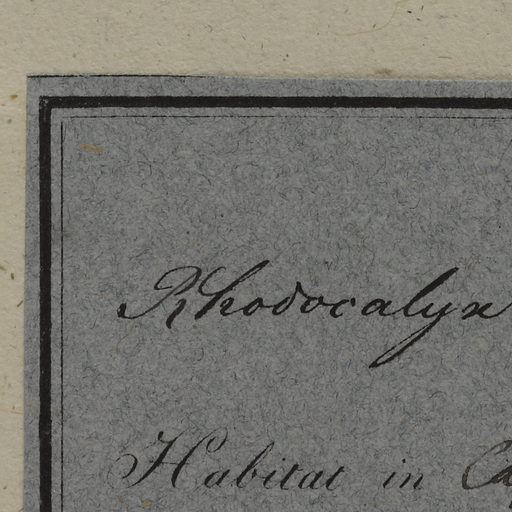 Rhodocalyx
Habitat in